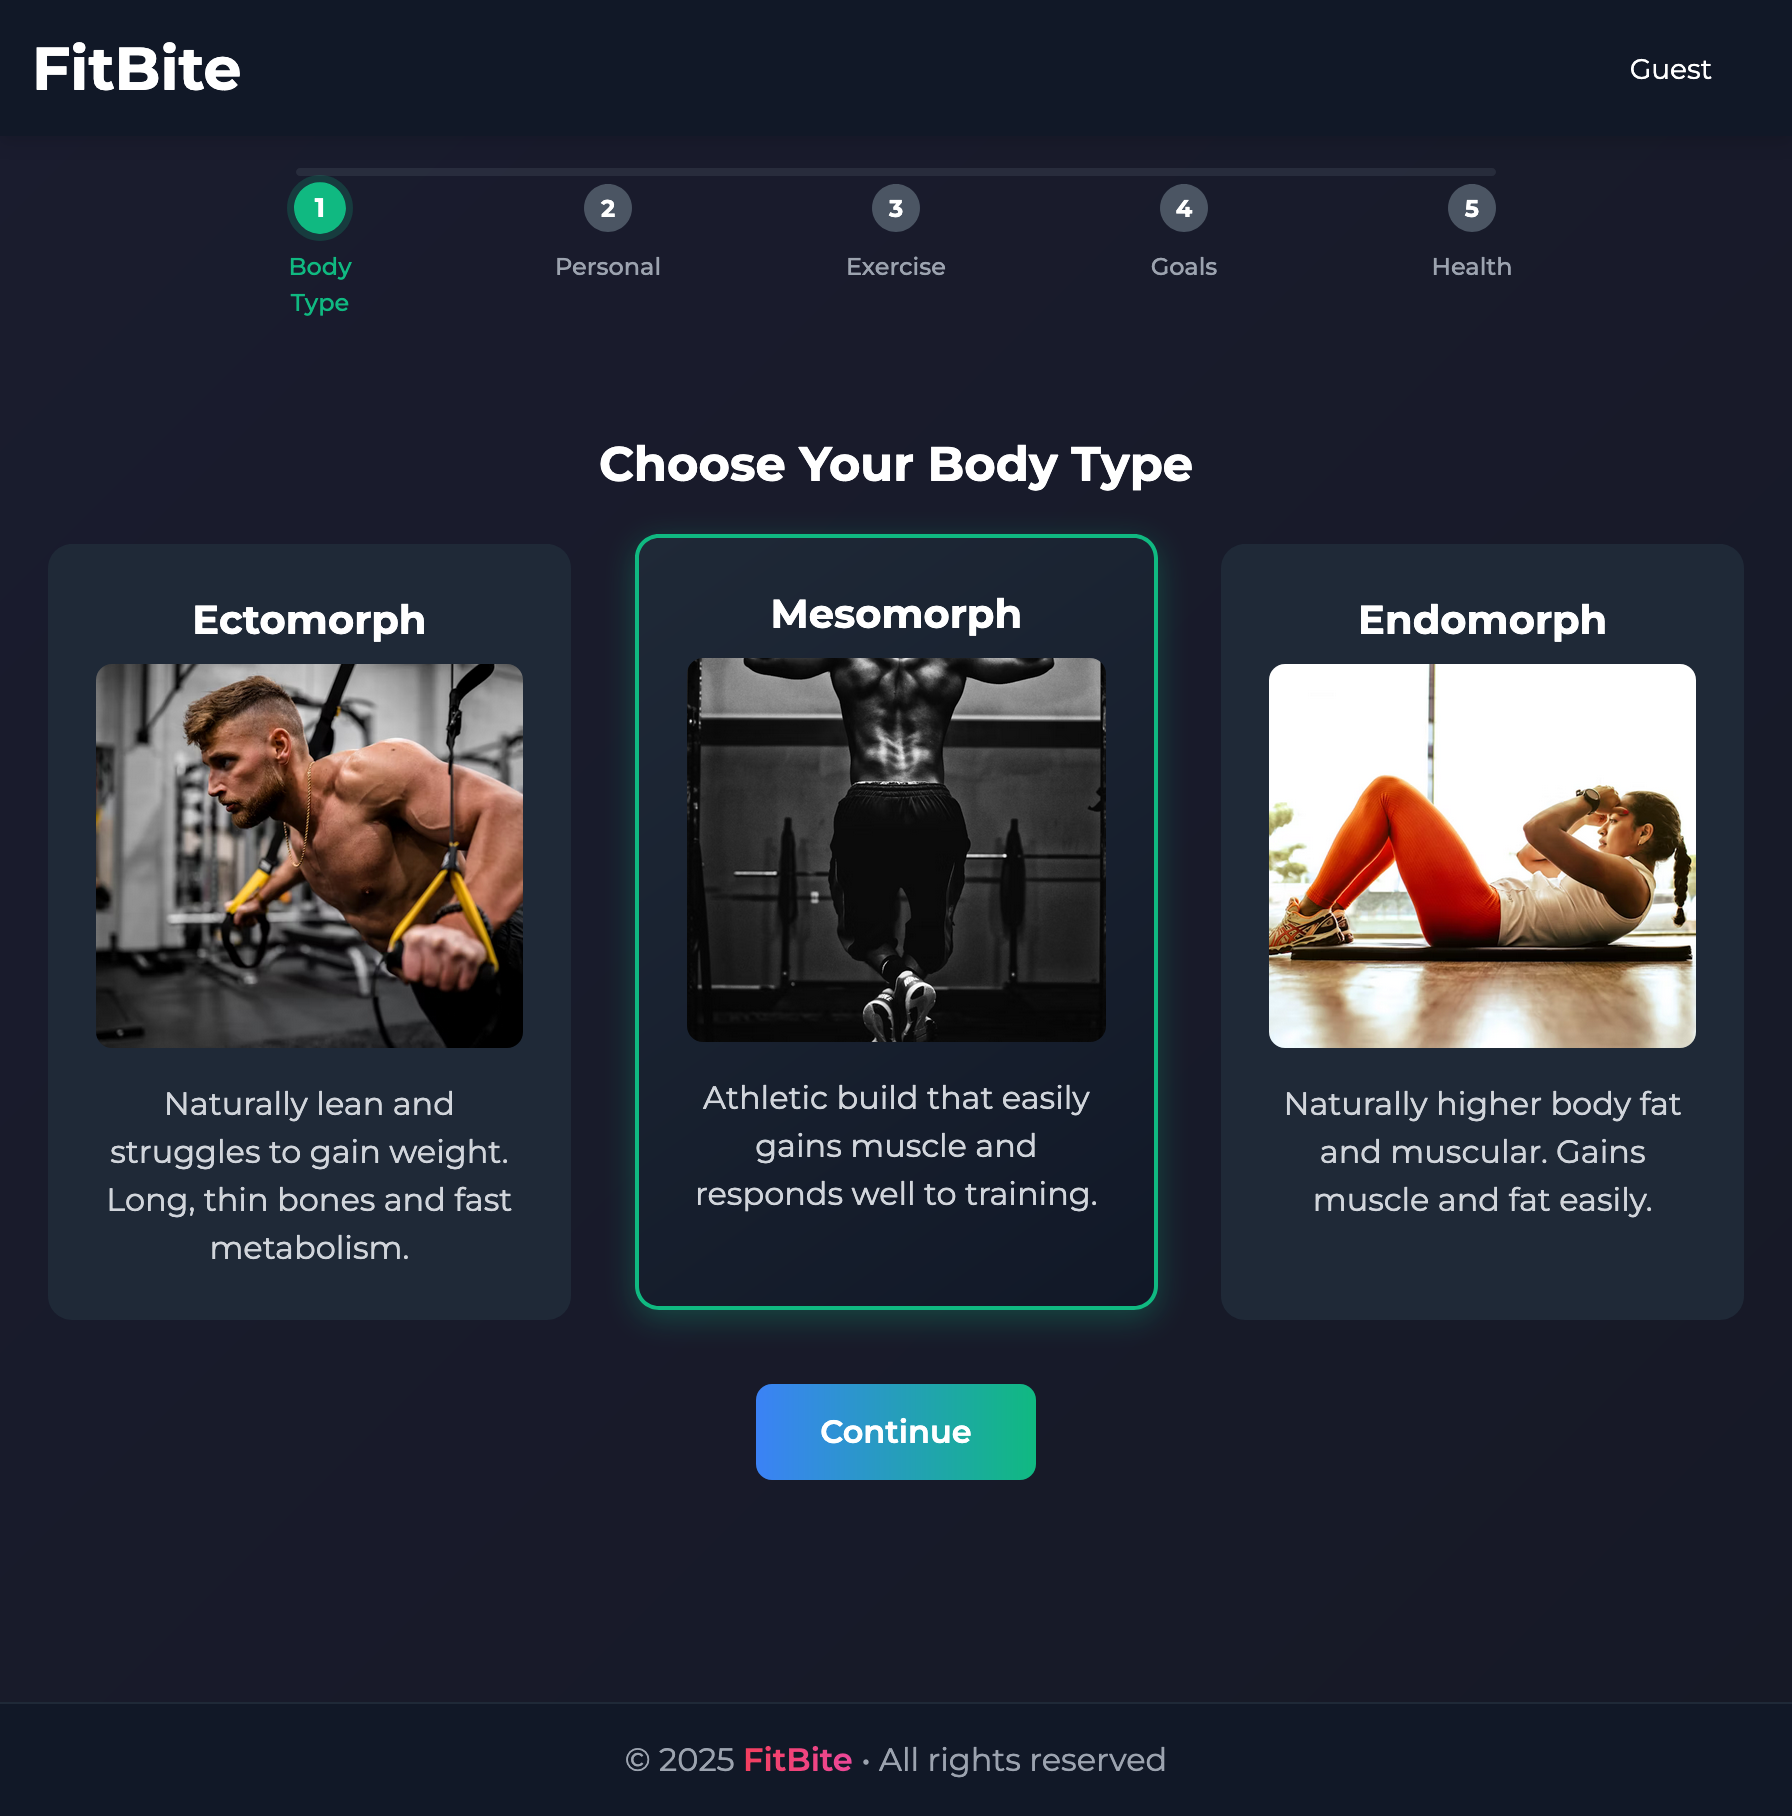 FitBite
Guest
1
2
3
4
5
Body
Type
Personal
Exercise
Goals
Health
Choose Your Body Type
Ectomorph
Naturally lean and
struggles to gain weight.
Long, thin bones and fast
metabolism.
Mesomorph
Athletic build that easily
gains muscle and
responds well to training.
Endomorph
Naturally higher body fat
and muscular. Gains
muscle and fat easily.
Continue
© 2025 FitBite • All rights reserved